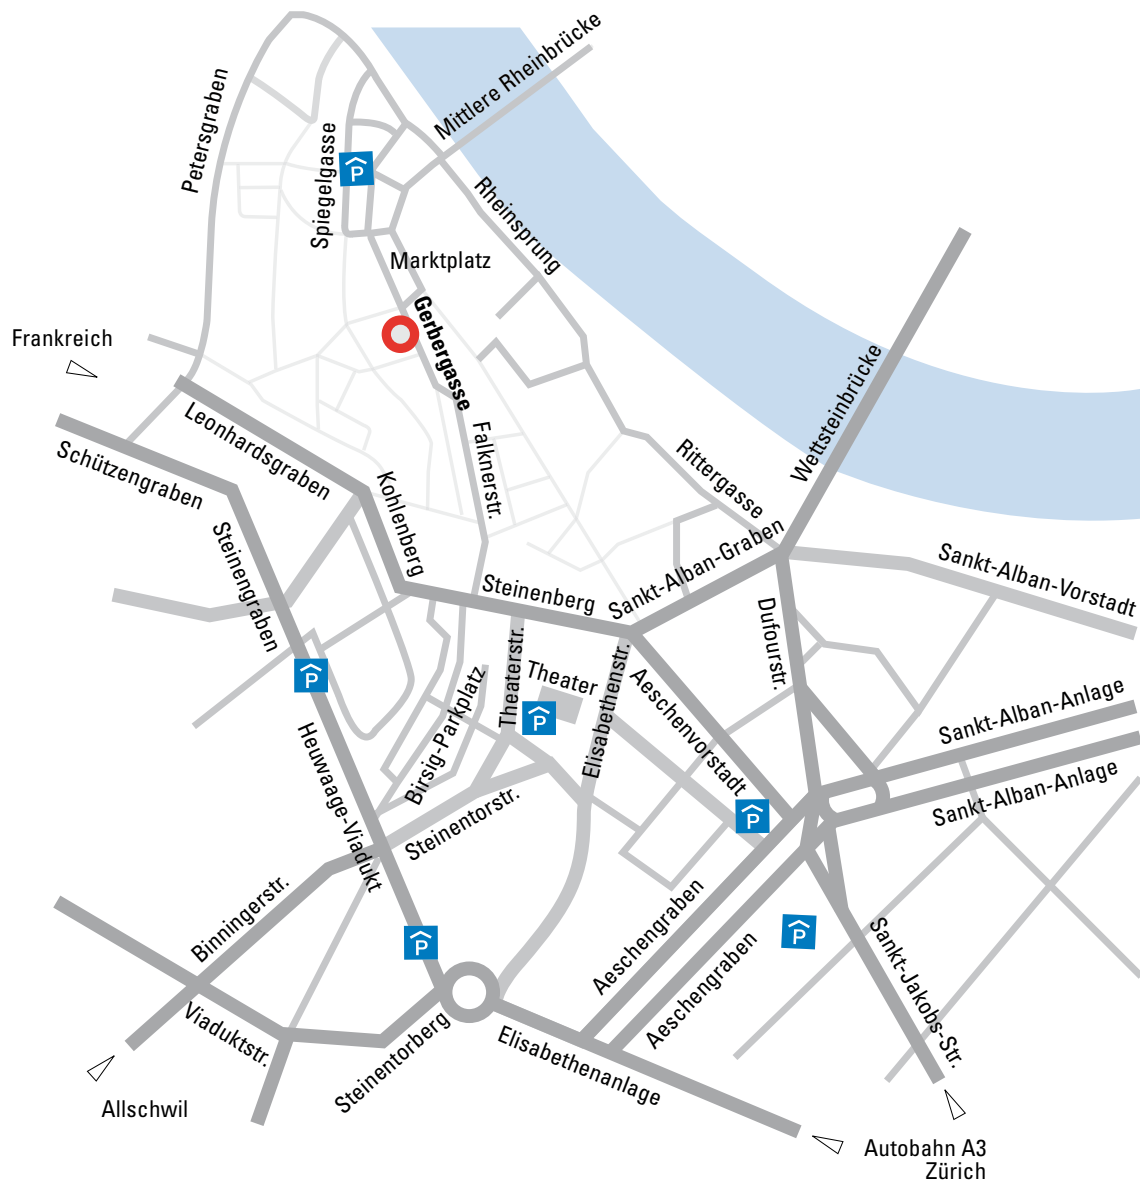 Mittlere Rheinbrücke
Petersgraben
Spiegelgasse
P
Rheinsprung
Marktplatz
Gerbergasse
Frankreich
Wettsteinbrücke
Leonhardsgraben
Schützengraben
Falknerstr.
Kohlenberg
Rittergasse
Steinengraben
Sankt-Alban-Graben
Sankt-Alban-Vorstadt
Steinenberg
Dufourstr.
Theaterstr.
Theater
P
Elisabethenstr.
Aeschenvorstadt
P
Birsig-Parkplatz
Sankt-Alban-Anlage
Sankt-Alban-Anlage
Heuwaage-Viadukt
P
Steinentorstr.
Binningerstr.
P
Aeschengraben
Aeschengraben
P
Sankt-Jakobs-Str.
Viaduktstr.
Steinentorberg
Elisabethenanlage
Allschwil
Autobahn A3
Zürich